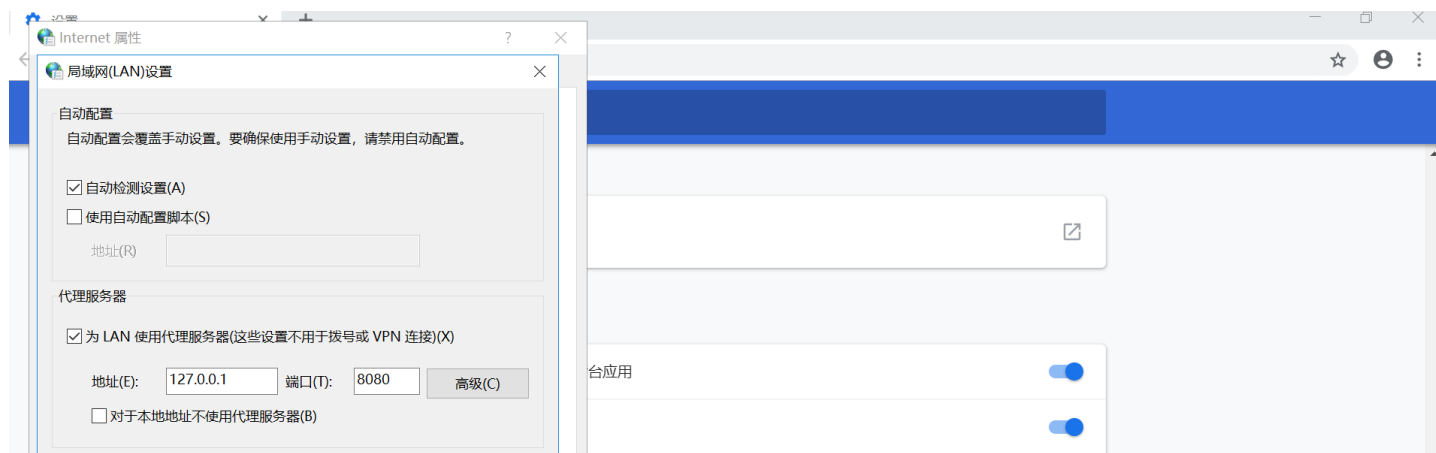 设置
Internet 属性
局域网(LAN)设置
自动配置
自动配置会覆盖手动设置。要确保使用手动设置，请禁用自动配置。
自动检测设置(A)
使用自动配置脚本(S)
地址(R)
代理服务器
为 LAN 使用代理服务器(这些设置不用于拨号或 VPN 连接)(X)
地址(E): 127.0.0.1 端口(T): 8080 高级(C)
对于本地地址不使用代理服务器(B)
台应用